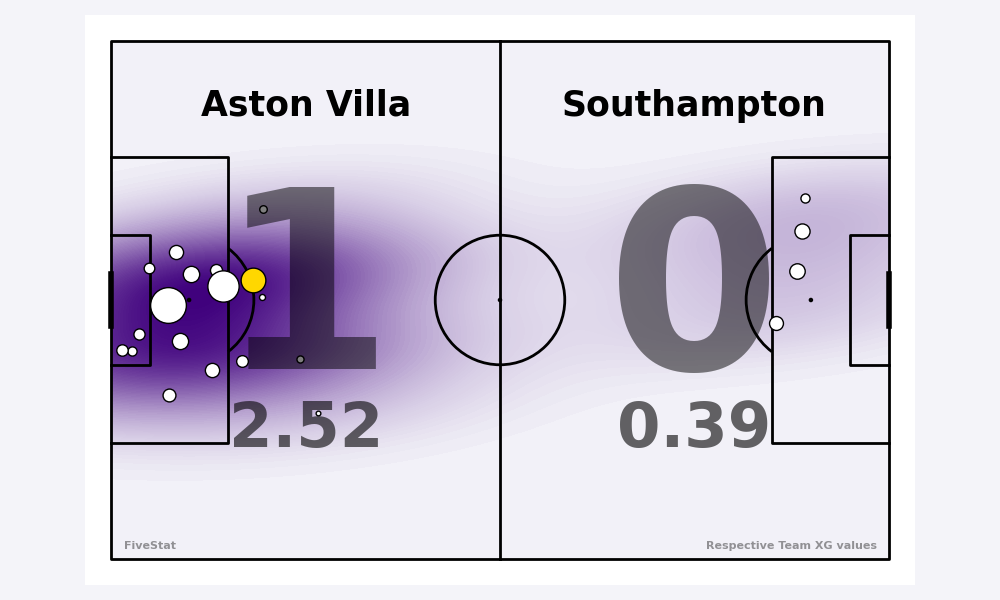 Aston Villa
Southampton
1
0
2.52
0.39
FiveStat
Respective Team XG values